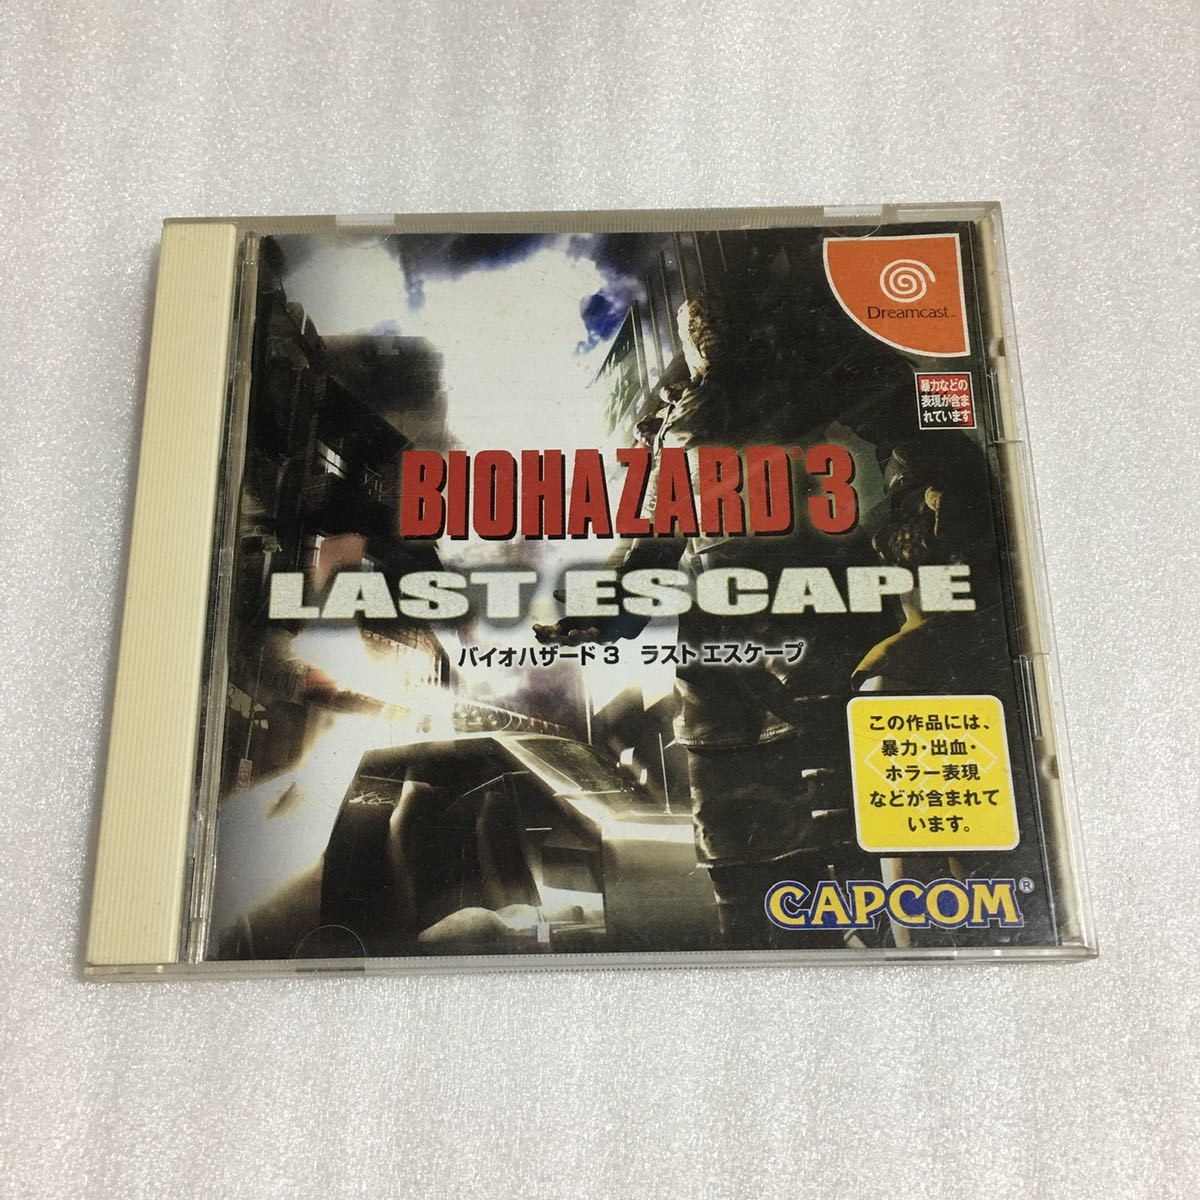 Dreamcast™
暴力などの
表現が含ま
れています
BIOHAZARD®3
LAST ESCAPE
バイオハザード3 ラスト エスケープ
この作品には、
暴力・出血・
ホラー表現
などが含まれて
います。
CAPCOM®